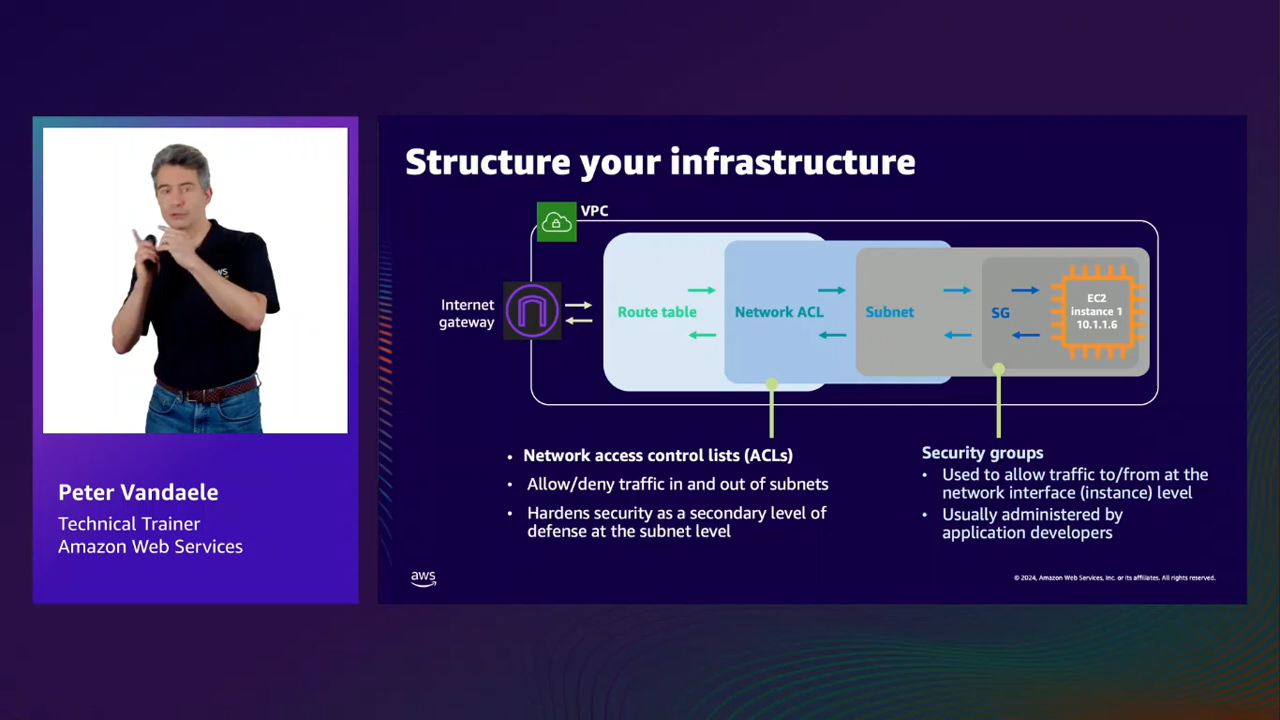 Structure your infrastructure
VPC
Internet
gateway
Route table
Network ACL
Subnet
SG
EC2
instance 1
10.1.1.6
• Network access control lists (ACLs)
• Allow/deny traffic in and out of subnets
• Hardens security as a secondary level of
defense at the subnet level
Security groups
• Used to allow traffic to/from at the
network interface (instance) level
• Usually administered by
application developers
aws
© 2024, Amazon Web Services, Inc. or its affiliates. All rights reserved.
aws
Peter Vandaele
Technical Trainer
Amazon Web Services